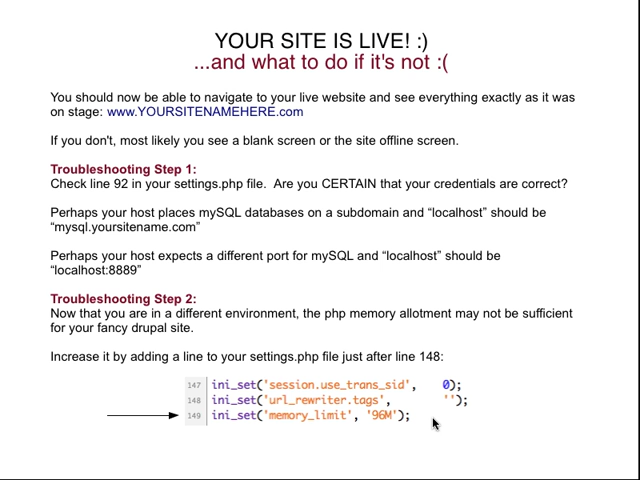 YOUR SITE IS LIVE! :)
...and what to do if it's not :(
You should now be able to navigate to your live website and see everything exactly as it was
on stage: www.YOURSITENAMEHERE.com
If you don't, most likely you see a blank screen or the site offline screen.
Troubleshooting Step 1:
Check line 92 in your settings.php file.  Are you CERTAIN that your credentials are correct?
Perhaps your host places mySQL databases on a subdomain and “localhost” should be
“mysql.yoursitename.com”
Perhaps your host expects a different port for mySQL and “localhost” should be
“localhost:8889”
Troubleshooting Step 2:
Now that you are in a different environment, the php memory allotment may not be sufficient
for your fancy drupal site.
Increase it by adding a line to your settings.php file just after line 148:
147 ini_set('session.use_trans_sid', 0);
148 ini_set('url_rewriter.tags', '');
149 ini_set('memory_limit', '96M');